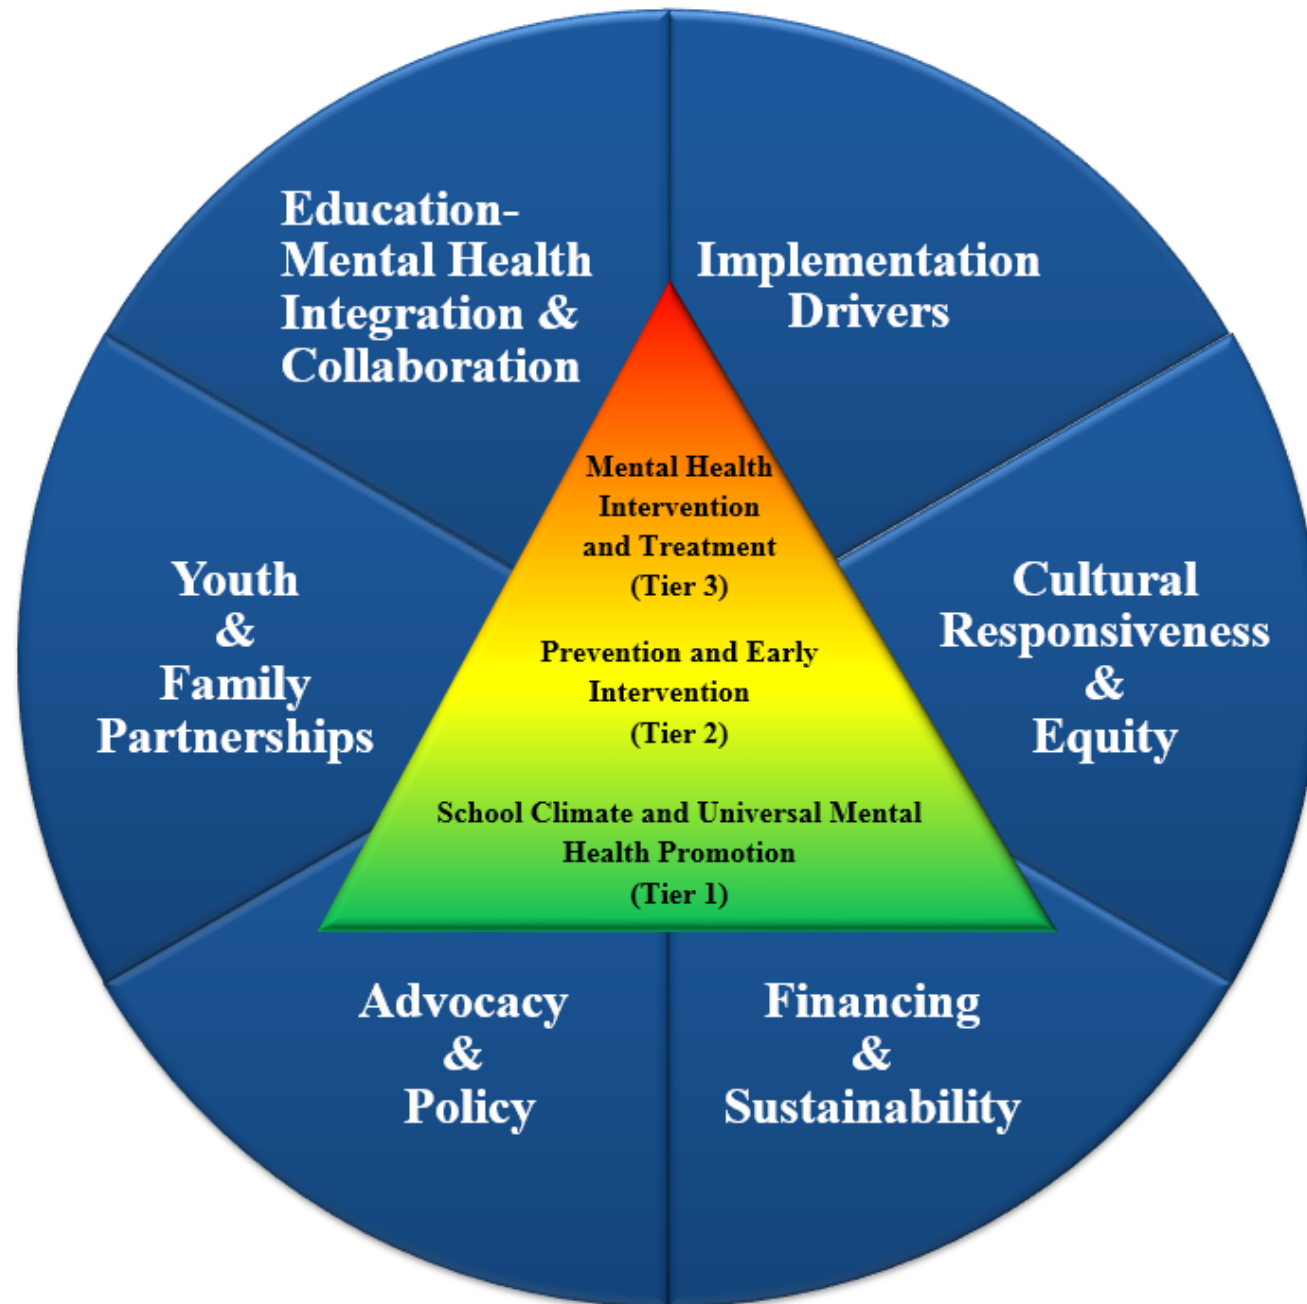 Education-
Mental Health
Integration &
Collaboration
Implementation
Drivers
Mental Health
Intervention
and Treatment
(Tier 3)
Youth
&
Family
Partnerships
Prevention and Early
Intervention
(Tier 2)
Cultural
Responsiveness
&
Equity
School Climate and Universal Mental
Health Promotion
(Tier 1)
Advocacy
&
Policy
Financing
&
Sustainability